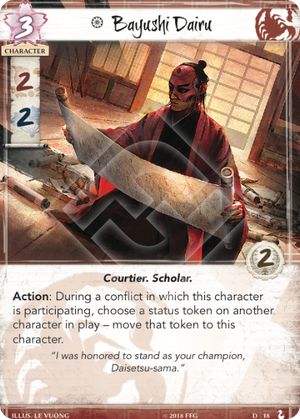 3
Bayushi Dairu
CHARACTER
2
2
2
Courtier. Scholar.
Action: During a conflict in which this character
is participating, choose a status token on another
character in play – move that token to this
character.
“I was honored to stand as your champion,
Daisetsu-sama.”
ILLUS. LE VUONG
© 2018 FFG
D 18